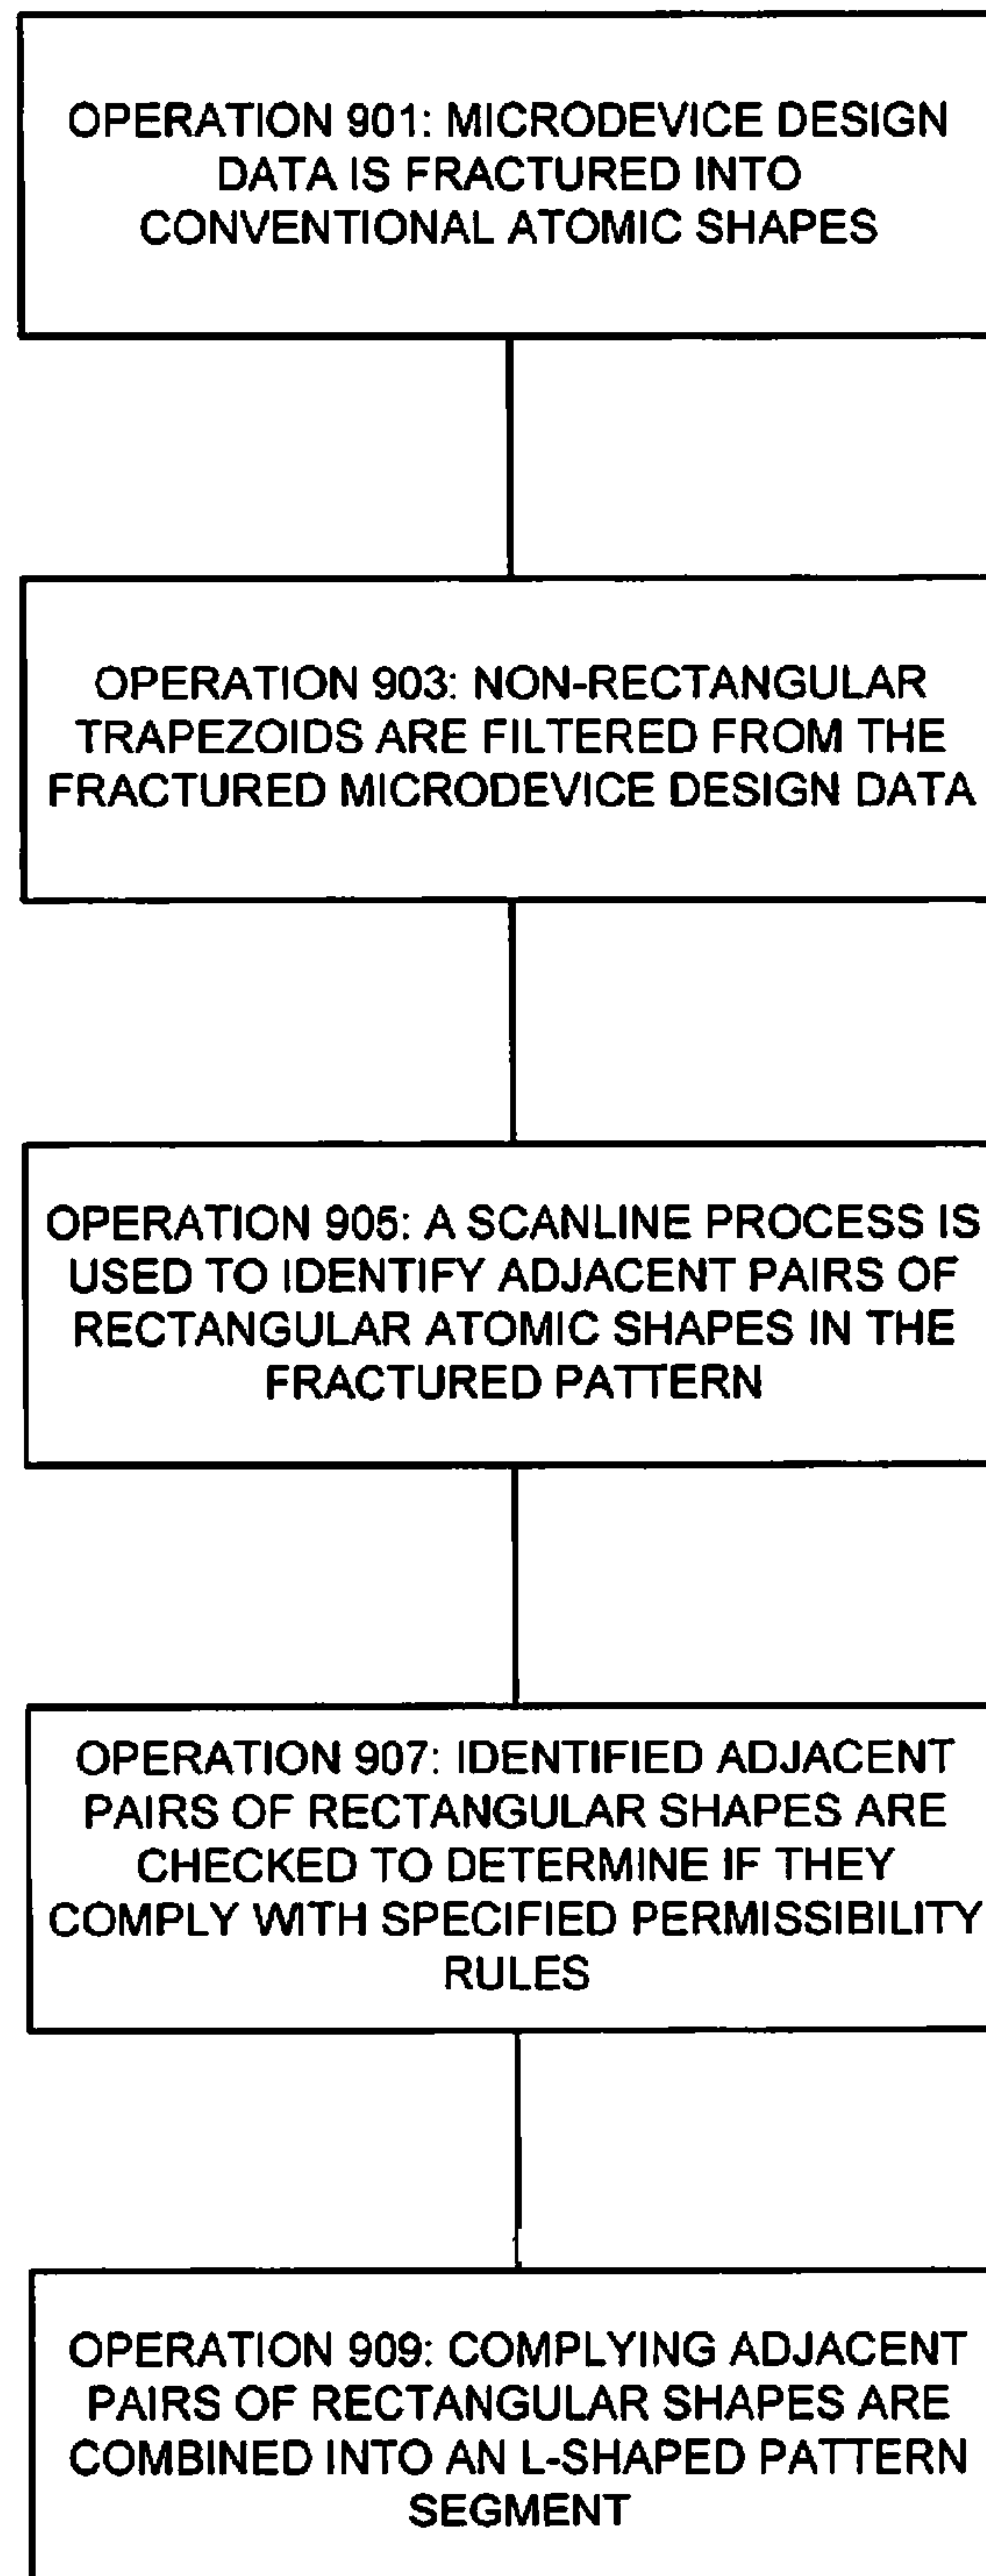 OPERATION 901: MICRODEVICE DESIGN
DATA IS FRACTURED INTO
CONVENTIONAL ATOMIC SHAPES
OPERATION 903: NON-RECTANGULAR
TRAPEZOIDS ARE FILTERED FROM THE
FRACTURED MICRODEVICE DESIGN DATA
OPERATION 905: A SCANLINE PROCESS IS
USED TO IDENTIFY ADJACENT PAIRS OF
RECTANGULAR ATOMIC SHAPES IN THE
FRACTURED PATTERN
OPERATION 907: IDENTIFIED ADJACENT
PAIRS OF RECTANGULAR SHAPES ARE
CHECKED TO DETERMINE IF THEY
COMPLY WITH SPECIFIED PERMISSIBILITY
RULES
OPERATION 909: COMPLYING ADJACENT
PAIRS OF RECTANGULAR SHAPES ARE
COMBINED INTO AN L-SHAPED PATTERN
SEGMENT